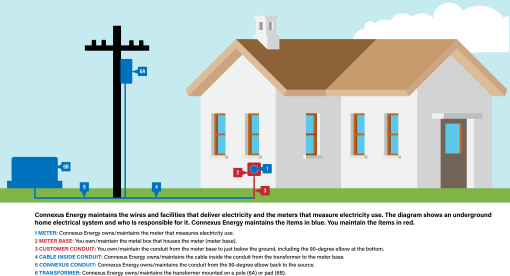 6A
6B
2
1
5
4
3
Connexus Energy maintains the wires and facilities that deliver electricity and the meters that measure electricity use. The diagram shows an underground
home electrical system and who is responsible for it. Connexus Energy maintains the items in blue. You maintain the items in red.
1 METER: Connexus Energy owns/maintains the meter that measures electricity use.
2 METER BASE: You own/maintain the metal box that houses the meter (meter base).
3 CUSTOMER CONDUIT: You own/maintain the conduit from the meter base to just below the ground, including the 90-degree elbow at the bottom.
4 CABLE INSIDE CONDUIT: Connexus Energy owns/maintains the cable inside the conduit from the transformer to the meter base.
5 CONNEXUS CONDUIT: Connexus Energy owns/maintains the conduit from the 90-degree elbow back to the source.
6 TRANSFORMER: Connexus Energy owns/maintains the transformer mounted on a pole (6A) or pad (6B).